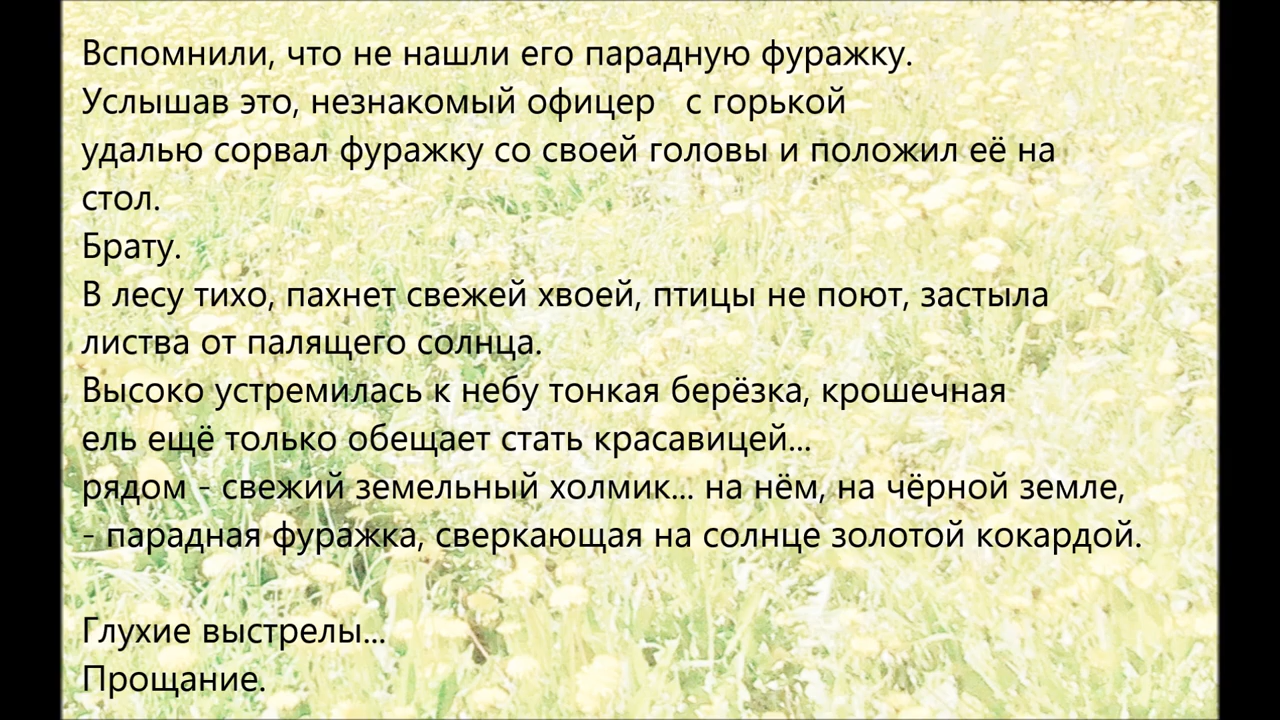 Вспомнили, что не нашли его парадную фуражку.
Услышав это, незнакомый офицер   с горькой
удалью сорвал фуражку со своей головы и положил её на
стол.
Брату.
В лесу тихо, пахнет свежей хвоей, птицы не поют, застыла
листва от палящего солнца.
Высоко устремилась к небу тонкая берёзка, крошечная
ель ещё только обещает стать красавицей...
рядом - свежий земельный холмик... на нём, на чёрной земле,
- парадная фуражка, сверкающая на солнце золотой кокардой.
Глухие выстрелы...
Прощание.